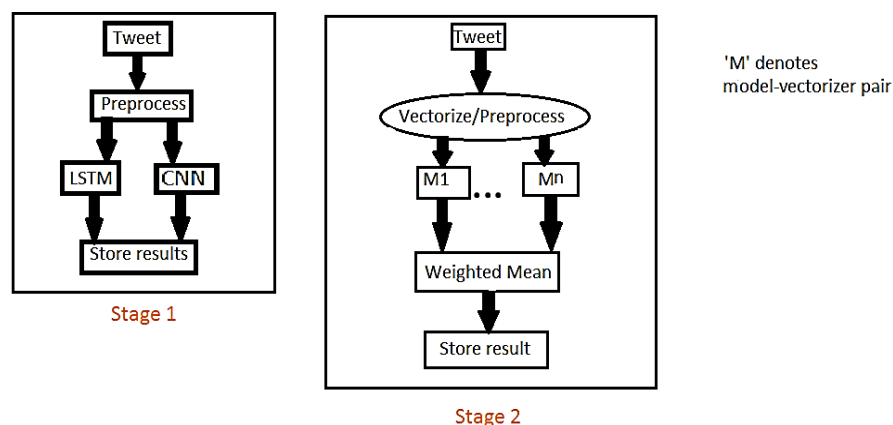 Tweet
Preprocess
LSTM
CNN
Store results
Stage 1
Tweet
Vectorize/Preprocess
M1
...
Mn
Weighted Mean
Store result
Stage 2
'M' denotes
model-vectorizer pair